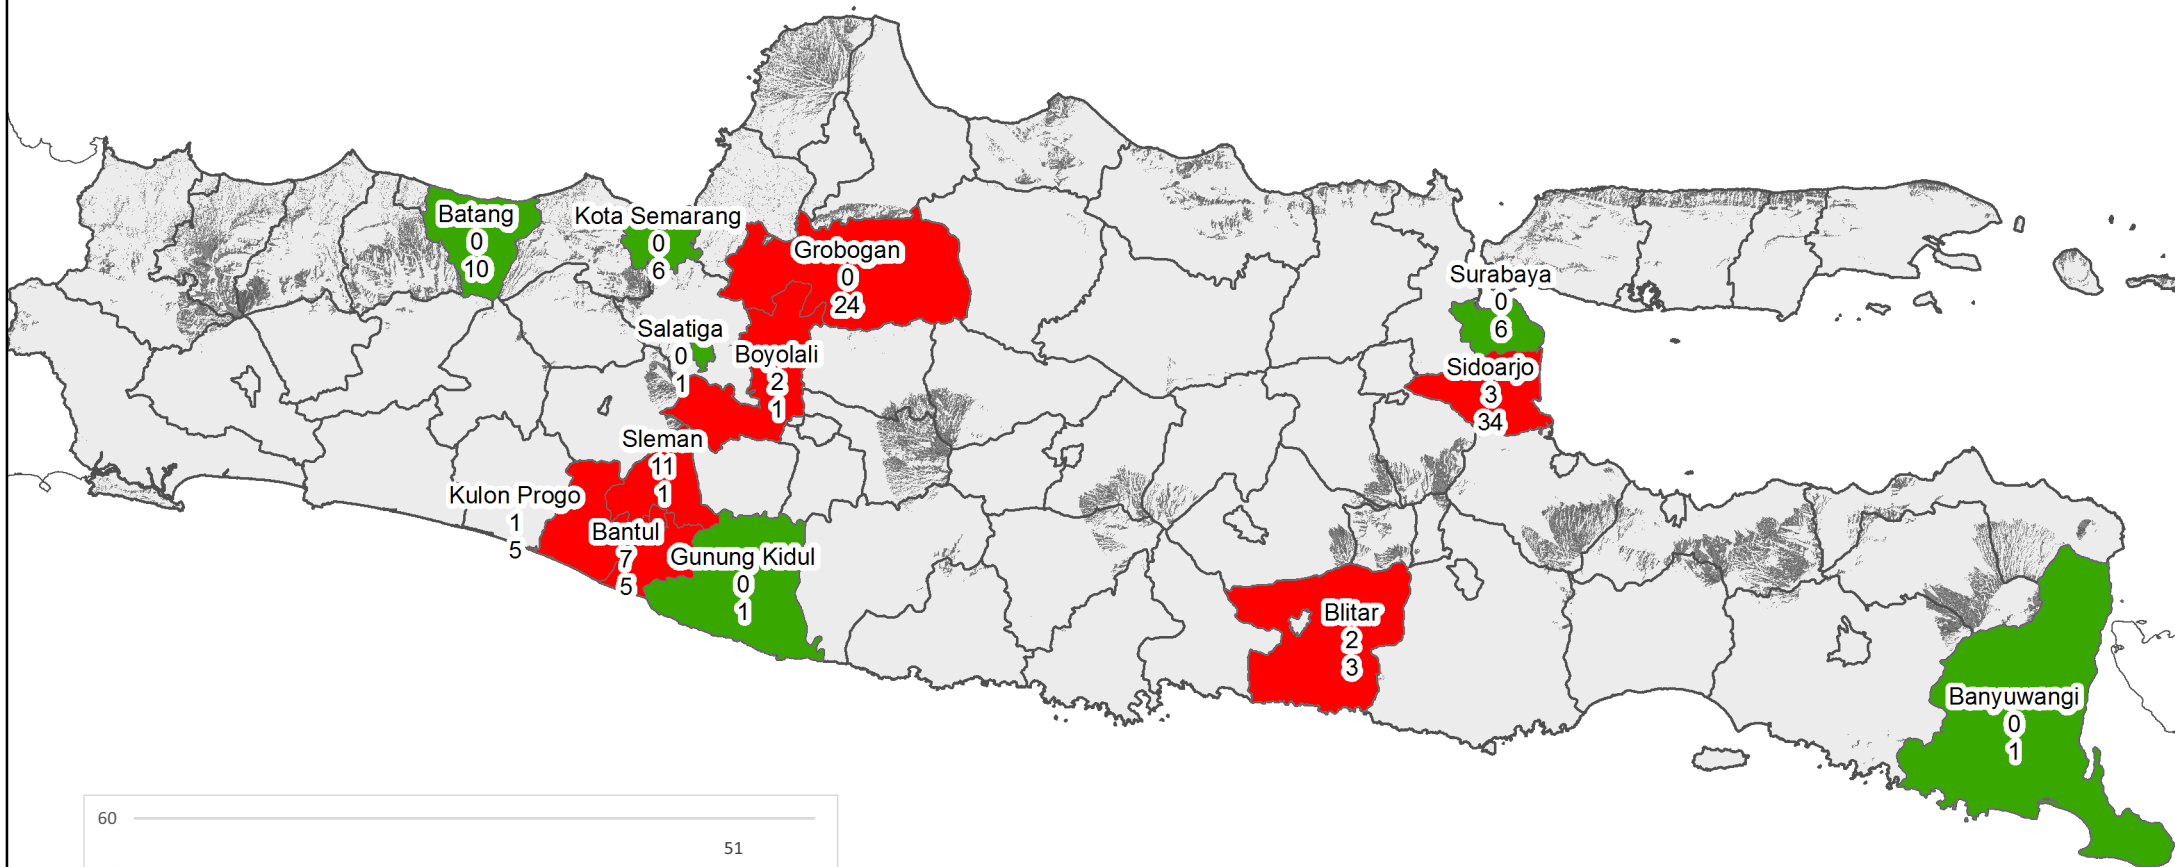 Batang
0
10
Kota Semarang
0
6
Grobogan
0
24
Surabaya
0
6
Salatiga
0
1
Boyolali
2
1
Sidoarjo
3
34
Sleman
11
1
Kulon Progo
1
5
Bantul
7
5
Gunung Kidul
0
1
Blitar
2
3
Banyuwangi
0
1
60
51